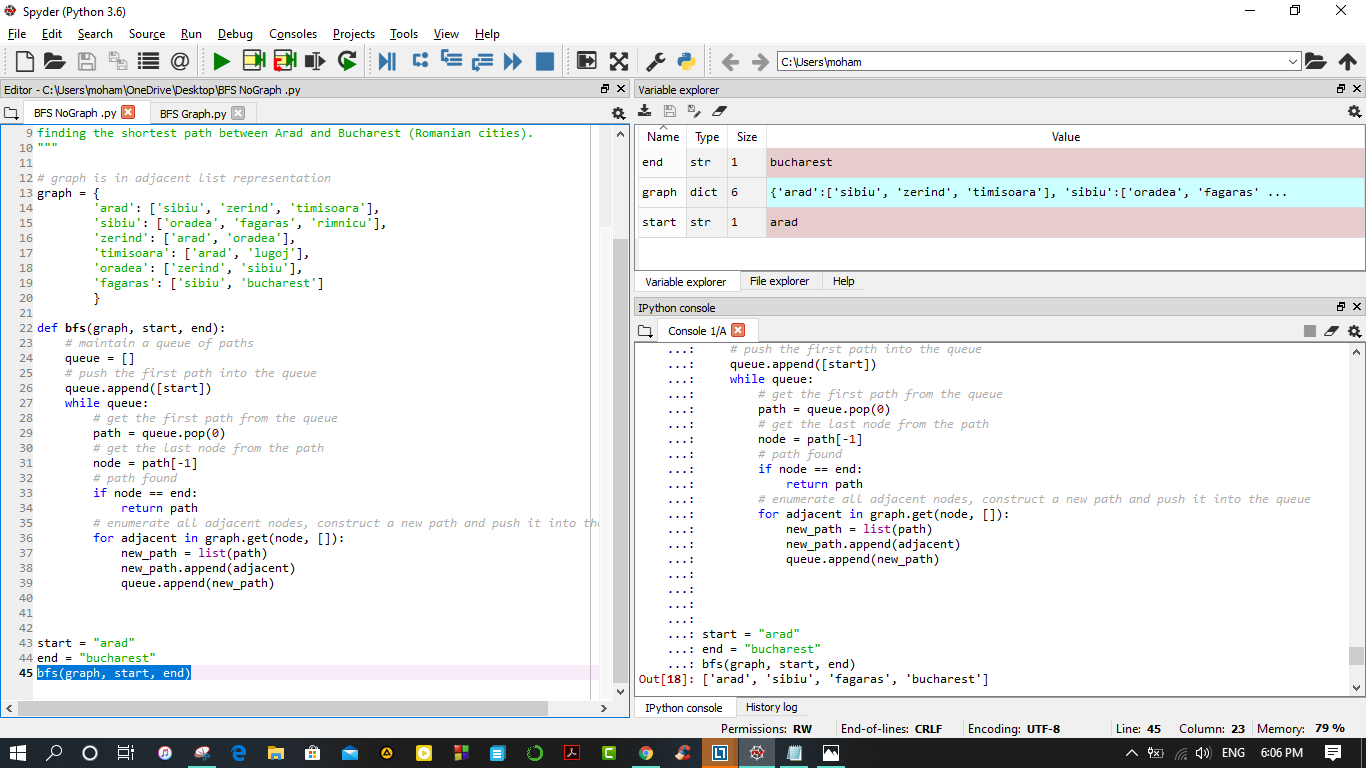 Spyder (Python 3.6)
File Edit Search Source Run Debug Consoles Projects Tools View Help
C:\Users\moham
Editor - C:\Users\moham\OneDrive\Desktop\BFS NoGraph .py
BFS NoGraph .py BFS Graph.py
9 finding the shortest path between Arad and Bucharest (Romanian cities).
10 """
11
12 # graph is in adjacent list representation
13 graph = {
14 'arad': ['sibiu', 'zerind', 'timisoara'],
15 'sibiu': ['oradea', 'fagaras', 'rimnicu'],
16 'zerind': ['arad', 'oradea'],
17 'timisoara': ['arad', 'lugoj'],
18 'oradea': ['zerind', 'sibiu'],
19 'fagaras': ['sibiu', 'bucharest']
20 }
21
22 def bfs(graph, start, end):
23 # maintain a queue of paths
24 queue = []
25 # push the first path into the queue
26 queue.append([start])
27 while queue:
28 # get the first path from the queue
29 path = queue.pop(0)
30 # get the last node from the path
31 node = path[-1]
32 # path found
33 if node == end:
34 return path
35 # enumerate all adjacent nodes, construct a new path and push it into th
36 for adjacent in graph.get(node, []):
37 new_path = list(path)
38 new_path.append(adjacent)
39 queue.append(new_path)
40
41
42
43 start = "arad"
44 end = "bucharest"
45 bfs(graph, start, end)
Variable explorer
Name Type Size Value
end str 1 bucharest
graph dict 6 {'arad':['sibiu', 'zerind', 'timisoara'], 'sibiu':['oradea', 'fagaras' ...
start str 1 arad
Variable explorer File explorer Help
IPython console
Console 1/A
...: # push the first path into the queue
...: queue.append([start])
...: while queue:
...: # get the first path from the queue
...: path = queue.pop(0)
...: # get the last node from the path
...: node = path[-1]
...: # path found
...: if node == end:
...: return path
...: # enumerate all adjacent nodes, construct a new path and push it into the queue
...: for adjacent in graph.get(node, []):
...: new_path = list(path)
...: new_path.append(adjacent)
...: queue.append(new_path)
...:
...:
...:
...:
...: start = "arad"
...: end = "bucharest"
...: bfs(graph, start, end)
Out[18]: ['arad', 'sibiu', 'fagaras', 'bucharest']
IPython console History log
Permissions: RW End-of-lines: CRLF Encoding: UTF-8 Line: 45 Column: 23 Memory: 79 %
ENG 6:06 PM